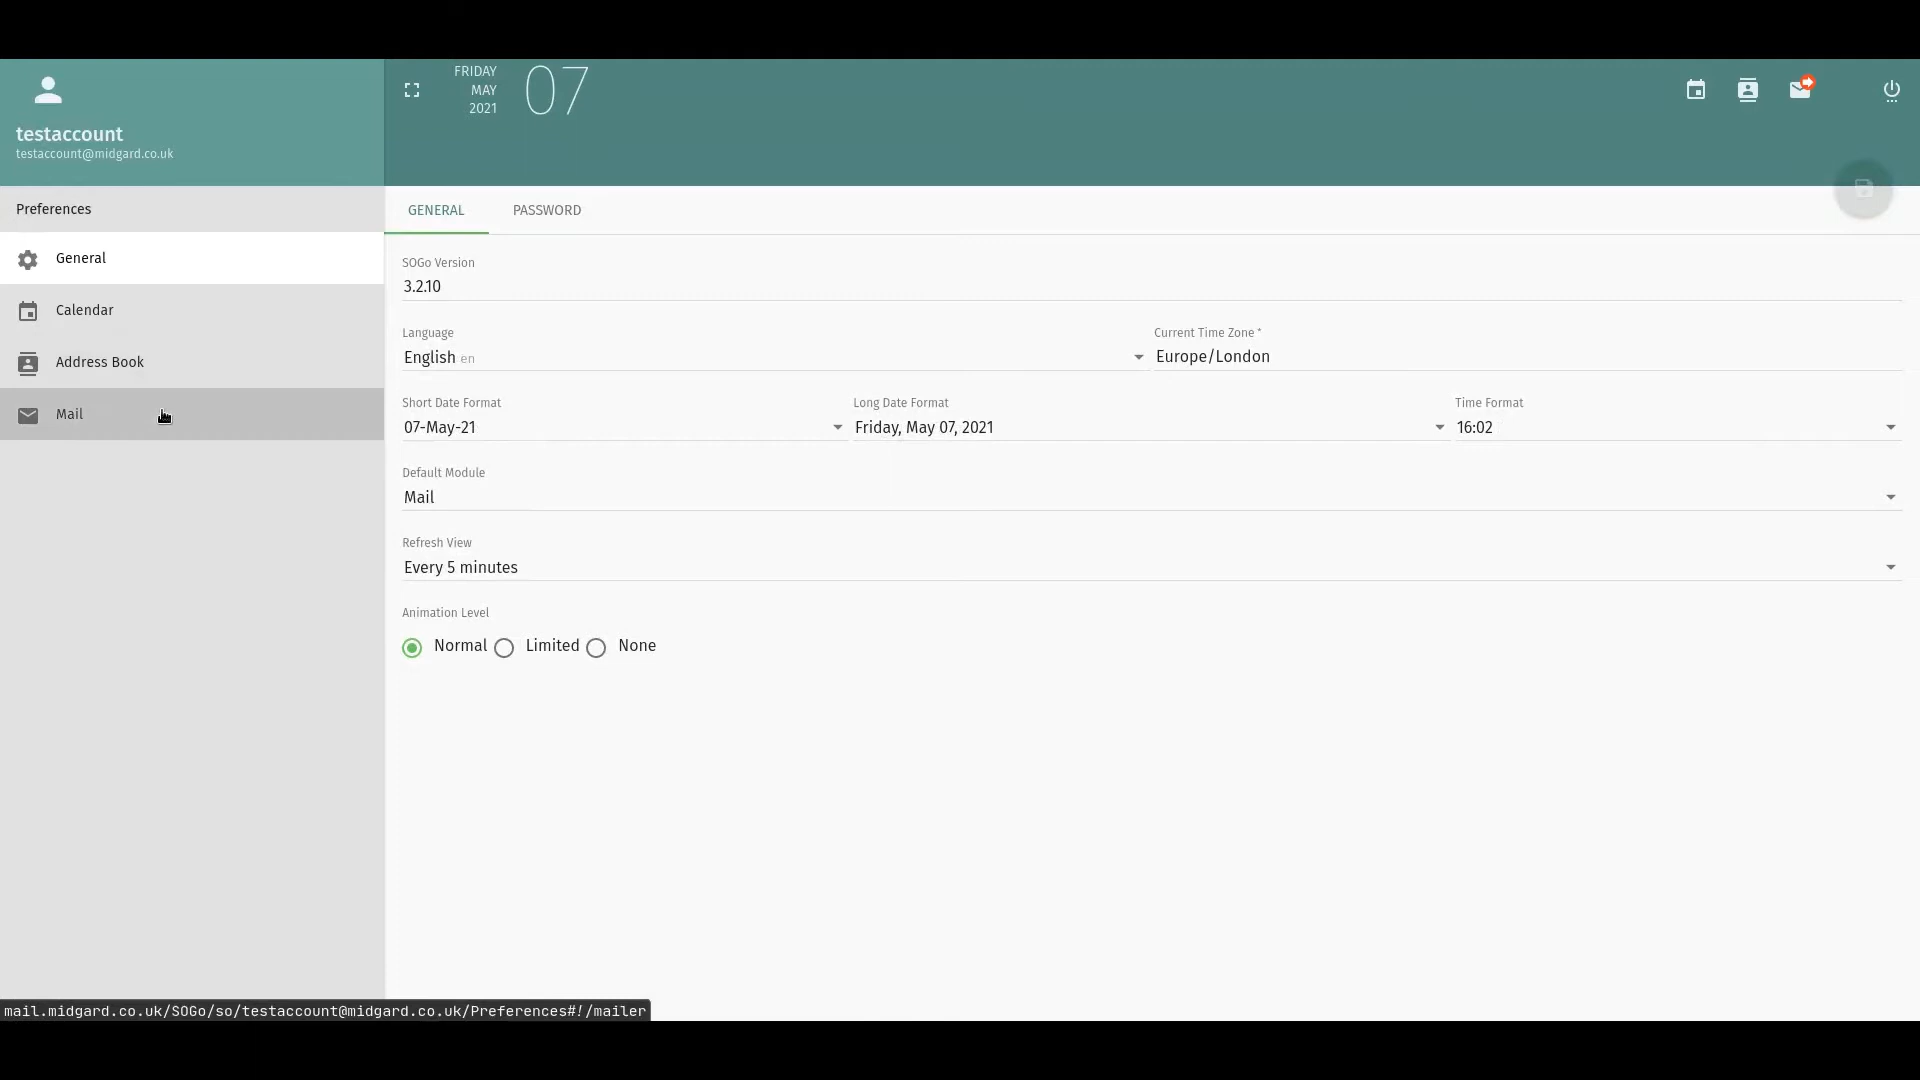 testaccount
testaccount@midgard.co.uk
FRIDAY
MAY
2021
07
Preferences
General
Calendar
Address Book
Mail
GENERAL
PASSWORD
SOGo Version
3.2.10
Language
English en
Current Time Zone *
Europe/London
Short Date Format
07-May-21
Long Date Format
Friday, May 07, 2021
Time Format
16:02
Default Module
Mail
Refresh View
Every 5 minutes
Animation Level
Normal
Limited
None
mail.midgard.co.uk/SOGo/so/testaccount@midgard.co.uk/Preferences#!/mailer